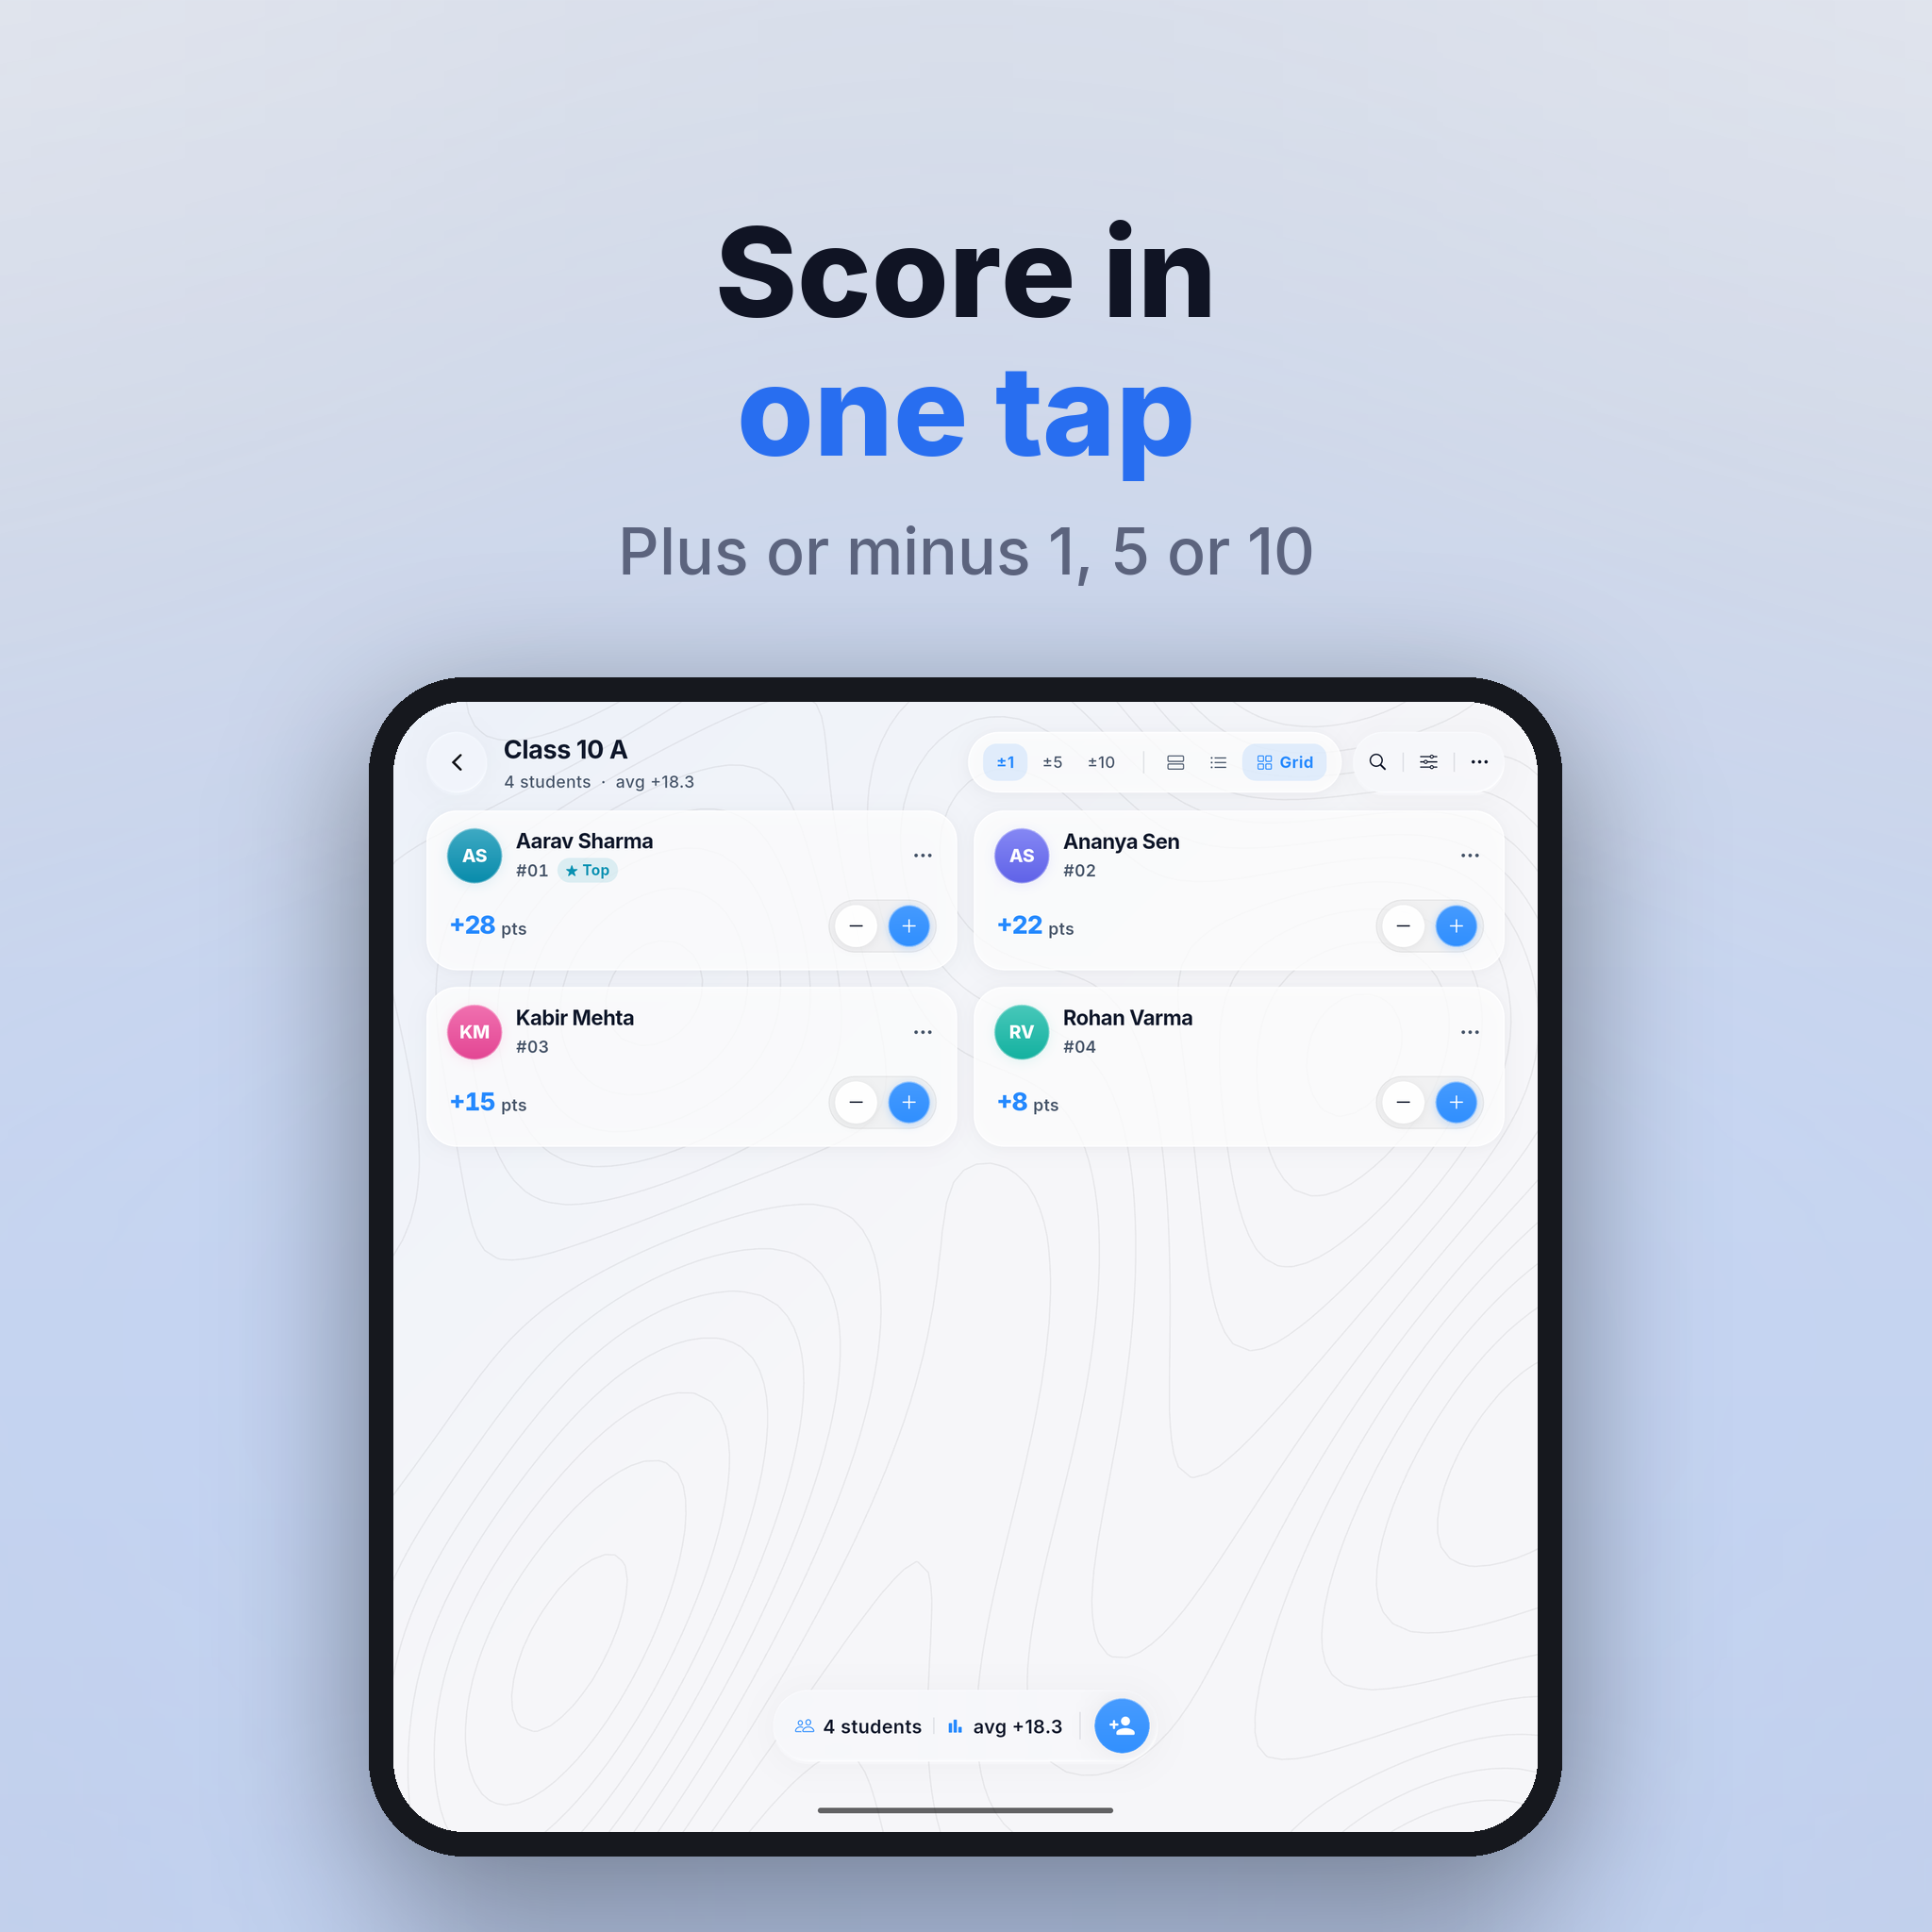 Score in
one tap
Plus or minus 1, 5 or 10
Class 10 A
4 students · avg +18.3
±1 ±5 ±10 Grid
AS Aarav Sharma
#01 Top
+28 pts
AS Ananya Sen
#02
+22 pts
KM Kabir Mehta
#03
+15 pts
RV Rohan Varma
#04
+8 pts
4 students avg +18.3